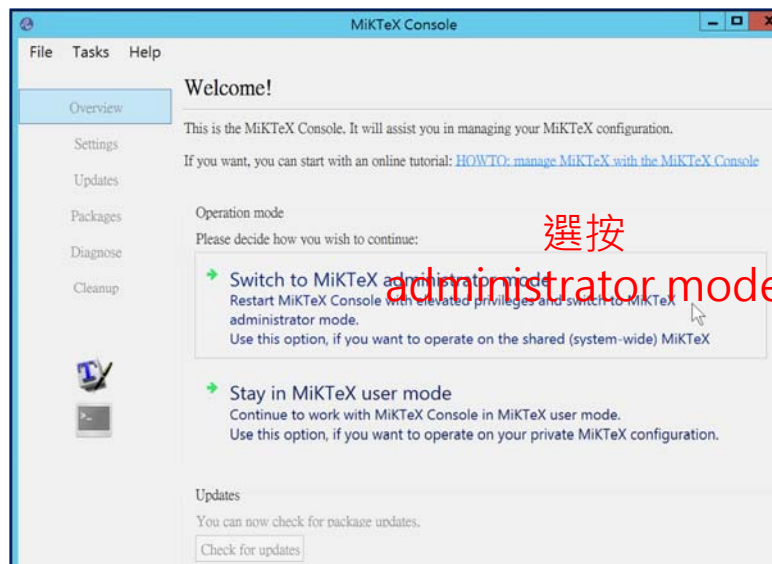 MiKTeX Console
File Tasks Help
Overview
Settings
Updates
Packages
Diagnose
Cleanup
Welcome!
This is the MiKTeX Console. It will assist you in managing your MiKTeX configuration.
If you want, you can start with an online tutorial: HOWTO: manage MiKTeX with the MiKTeX Console
Operation mode
Please decide how you wish to continue:
選按
administrator mode
Switch to MiKTeX administrator mode
Restart MiKTeX Console with elevated privileges and switch to MiKTeX
administrator mode.
Use this option, if you want to operate on the shared (system-wide) MiKTeX
Stay in MiKTeX user mode
Continue to work with MiKTeX Console in MiKTeX user mode.
Use this option, if you want to operate on your private MiKTeX configuration.
Updates
You can now check for package updates.
Check for updates